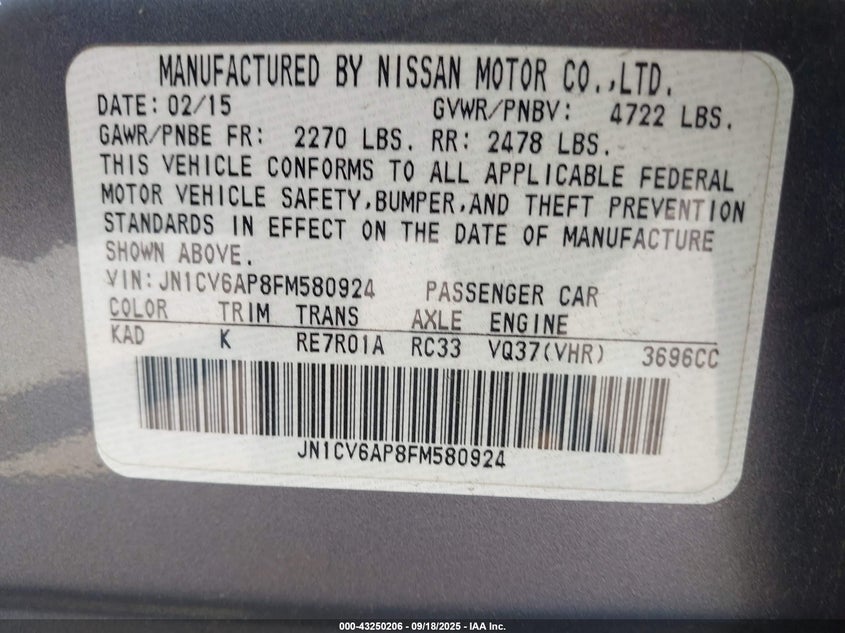 MANUFACTURED BY NISSAN MOTOR CO.,LTD.
DATE: 02/15 GVWR/PNBV: 4722 LBS.
GAWR/PNBE FR: 2270 LBS. RR: 2478 LBS.
THIS VEHICLE CONFORMS TO ALL APPLICABLE FEDERAL
MOTOR VEHICLE SAFETY,BUMPER,AND THEFT PREVENTION
STANDARDS IN EFFECT ON THE DATE OF MANUFACTURE
SHOWN ABOVE.
VIN:JN1CV6AP8FM580924 PASSENGER CAR
COLOR TRIM TRANS AXLE ENGINE
KAD K RE7R01A RC33 VQ37(VHR) 3696CC
JN1CV6AP8FM580924
000-43250206 - 09/18/2025 - IAA Inc.